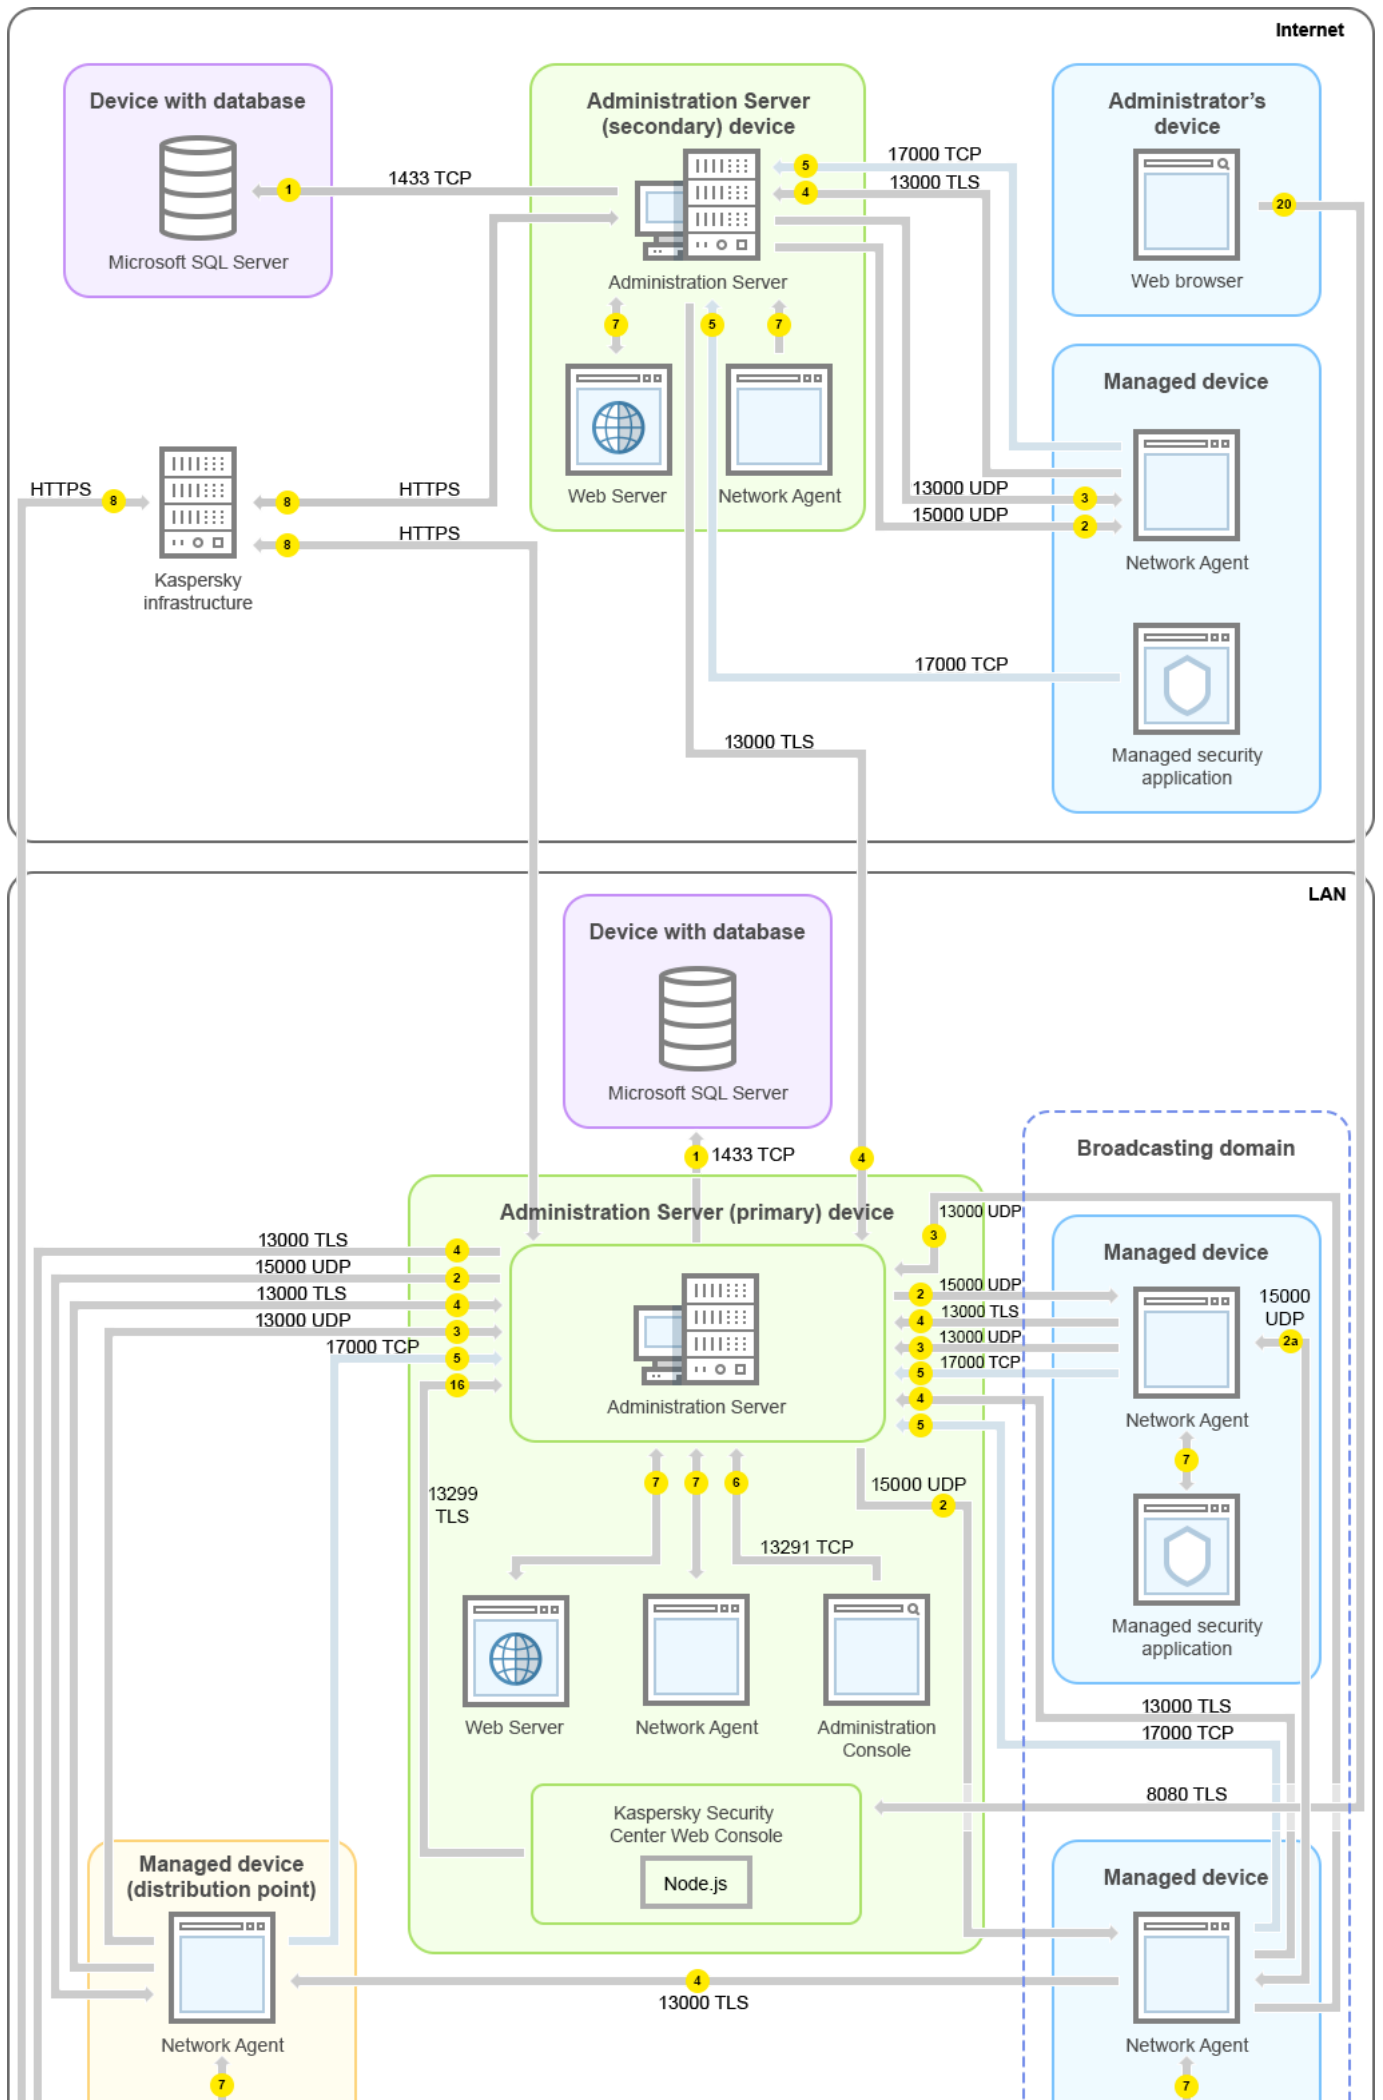 Internet
Device with database
Microsoft SQL Server
Administration Server
(secondary) device
Administration Server
Web Server
Network Agent
Administrator's
device
Web browser
20
1433 TCP
1
17000 TCP
5
13000 TLS
4
7
5
7
Managed device
Network Agent
13000 UDP
3
15000 UDP
2
HTTPS
8
HTTPS
8
HTTPS
8
Kaspersky
infrastructure
17000 TCP
Managed security
application
13000 TLS
LAN
Device with database
Microsoft SQL Server
1
1433 TCP
4
Broadcasting domain
Administration Server (primary) device
13000 UDP
3
13000 TLS
4
15000 UDP
2
13000 TLS
4
13000 UDP
3
17000 TCP
5
16
Administration Server
15000 UDP
2
13000 TLS
4
13000 UDP
3
17000 TCP
5
4
5
Managed device
15000
UDP
2a
Network Agent
7
Managed security
application
7
7
6
15000 UDP
2
13299
TLS
13291 TCP
Web Server
Network Agent
Administration
Console
13000 TLS
17000 TCP
8080 TLS
Kaspersky Security
Center Web Console
Node.js
Managed device
(distribution point)
Network Agent
7
4
13000 TLS
Managed device
Network Agent
7